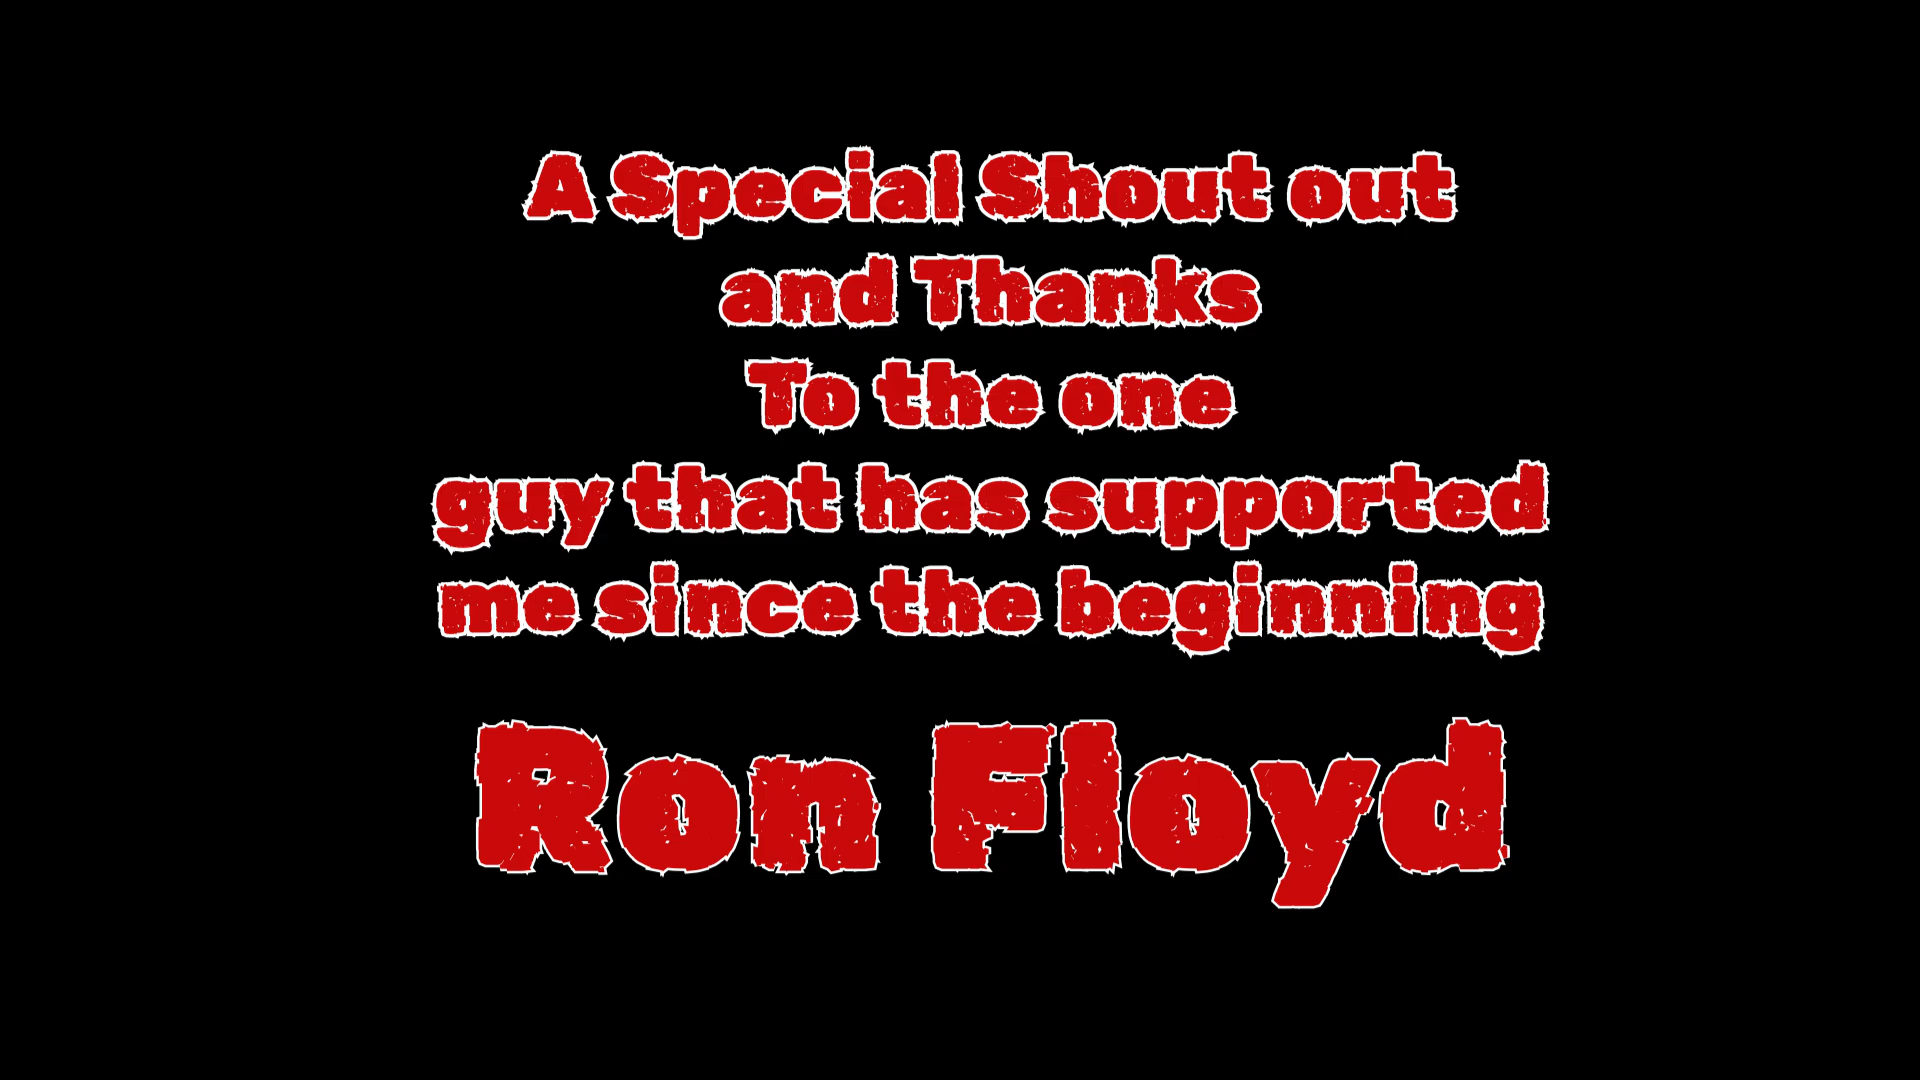 A Special Shout out
and Thanks
To the one
guy that has supported
me since the beginning
Ron Floyd